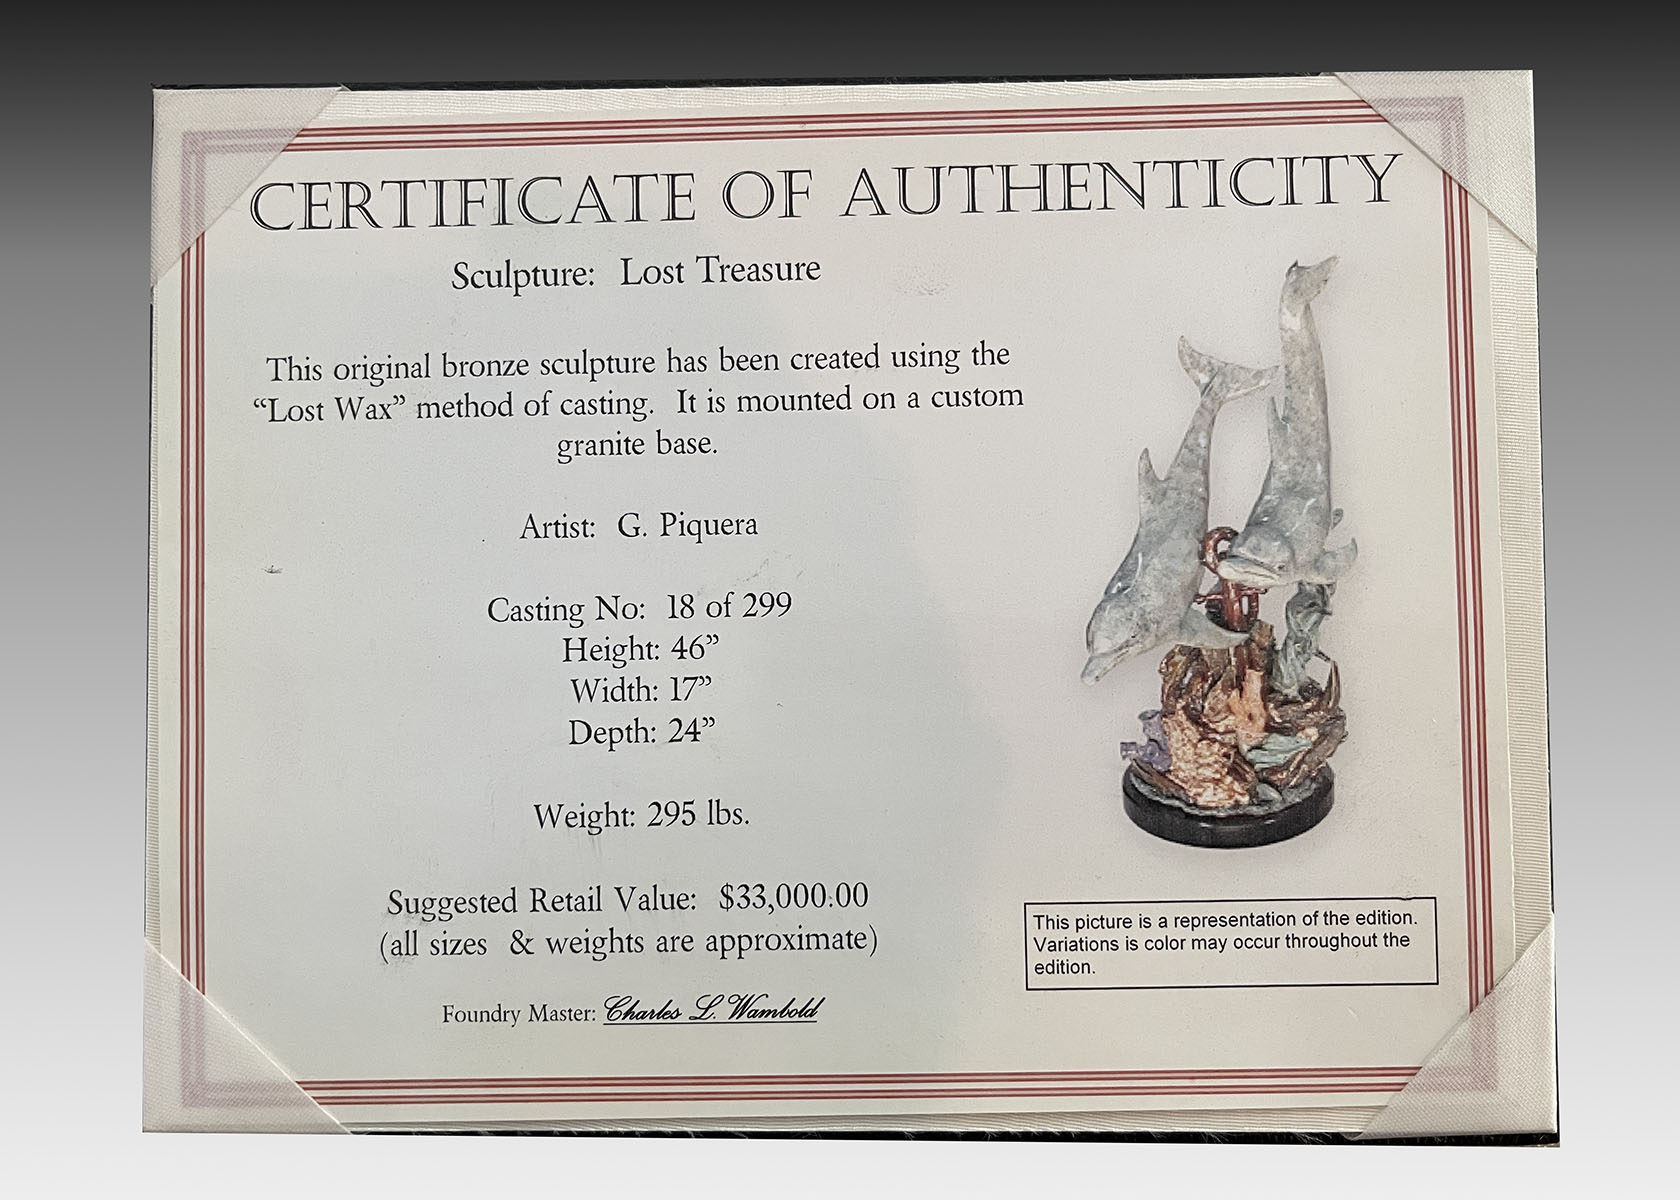 CERTIFICATE OF AUTHENTICITY
Sculpture: Lost Treasure
This original bronze sculpture has been created using the
“Lost Wax” method of casting. It is mounted on a custom
granite base.
Artist: G. Piquera
Casting No: 18 of 299
Height: 46”
Width: 17”
Depth: 24”
Weight: 295 lbs.
Suggested Retail Value: $33,000.00
(all sizes & weights are approximate)
Foundry Master: Charles L. Wambold
This picture is a representation of the edition.
Variations is color may occur throughout the
edition.